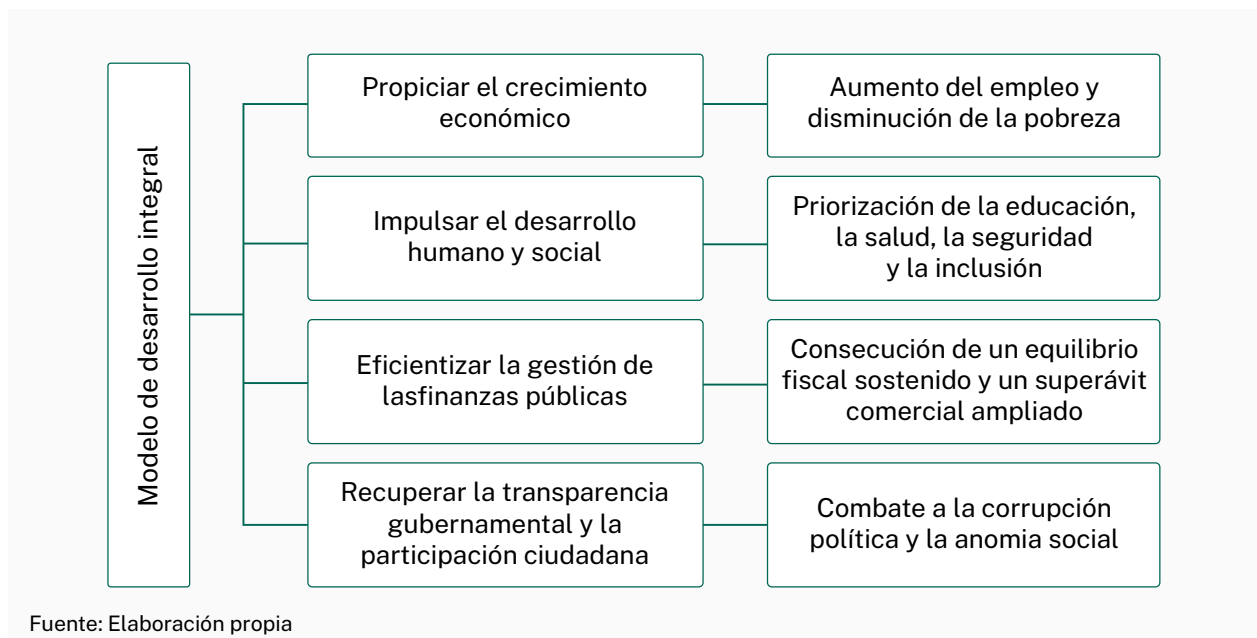 Modelo de desarrollo integral
Propiciar el crecimiento
económico
Aumento del empleo y
disminución de la pobreza
Impulsar el desarrollo
humano y social
Priorización de la educación,
la salud, la seguridad
y la inclusión
Eficientizar la gestión de
lasfinanzas públicas
Consecución de un equilibrio
fiscal sostenido y un superávit
comercial ampliado
Recuperar la transparencia
gubernamental y la
participación ciudadana
Combate a la corrupción
política y la anomia social
Fuente: Elaboración propia